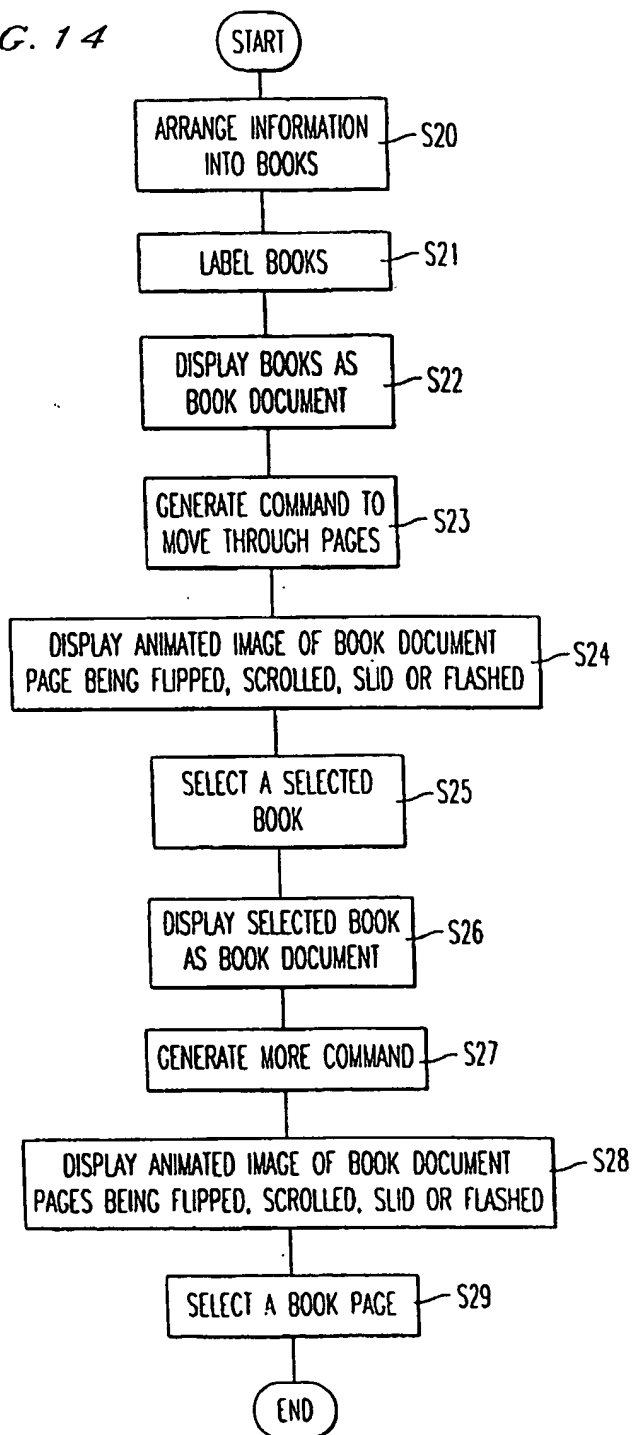 G. 14
START
ARRANGE INFORMATION
INTO BOOKS
S20
LABEL BOOKS
S21
DISPLAY BOOKS AS
BOOK DOCUMENT
S22
GENERATE COMMAND TO
MOVE THROUGH PAGES
S23
DISPLAY ANIMATED IMAGE OF BOOK DOCUMENT
PAGE BEING FLIPPED, SCROLLED, SLID OR FLASHED
S24
SELECT A SELECTED
BOOK
S25
DISPLAY SELECTED BOOK
AS BOOK DOCUMENT
S26
GENERATE MORE COMMAND
S27
DISPLAY ANIMATED IMAGE OF BOOK DOCUMENT
PAGES BEING FLIPPED, SCROLLED, SLID OR FLASHED
S28
SELECT A BOOK PAGE
S29
END